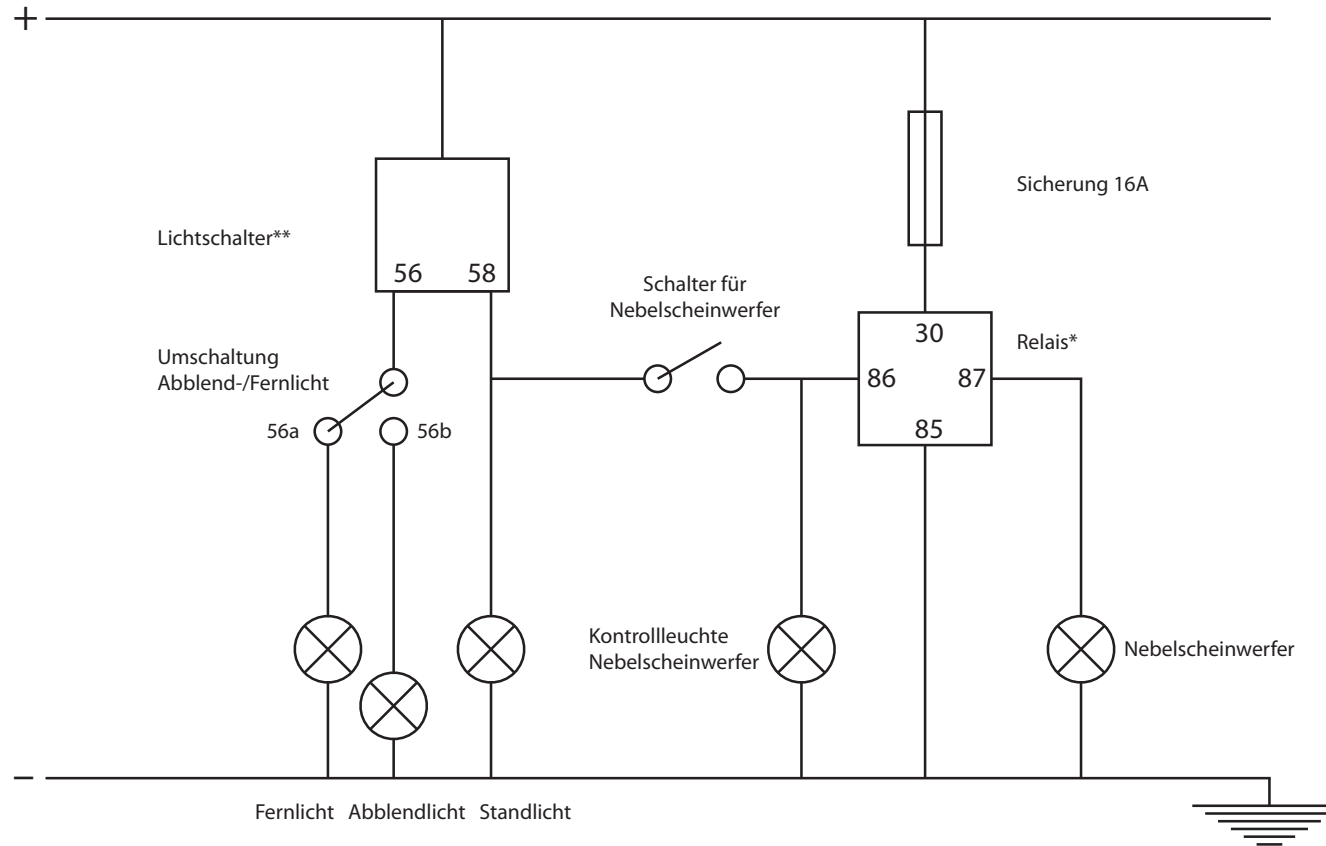 +
Sicherung 16A
Lichtschalter**
56 58
Schalter für
Nebelscheinwerfer
30
Relais*
Umschaltung
Abblend-/Fernlicht
86 87
56a
56b
85
Kontrollleuchte
Nebelscheinwerfer
Nebelscheinwerfer
–
Fernlicht Abblendlicht Standlicht